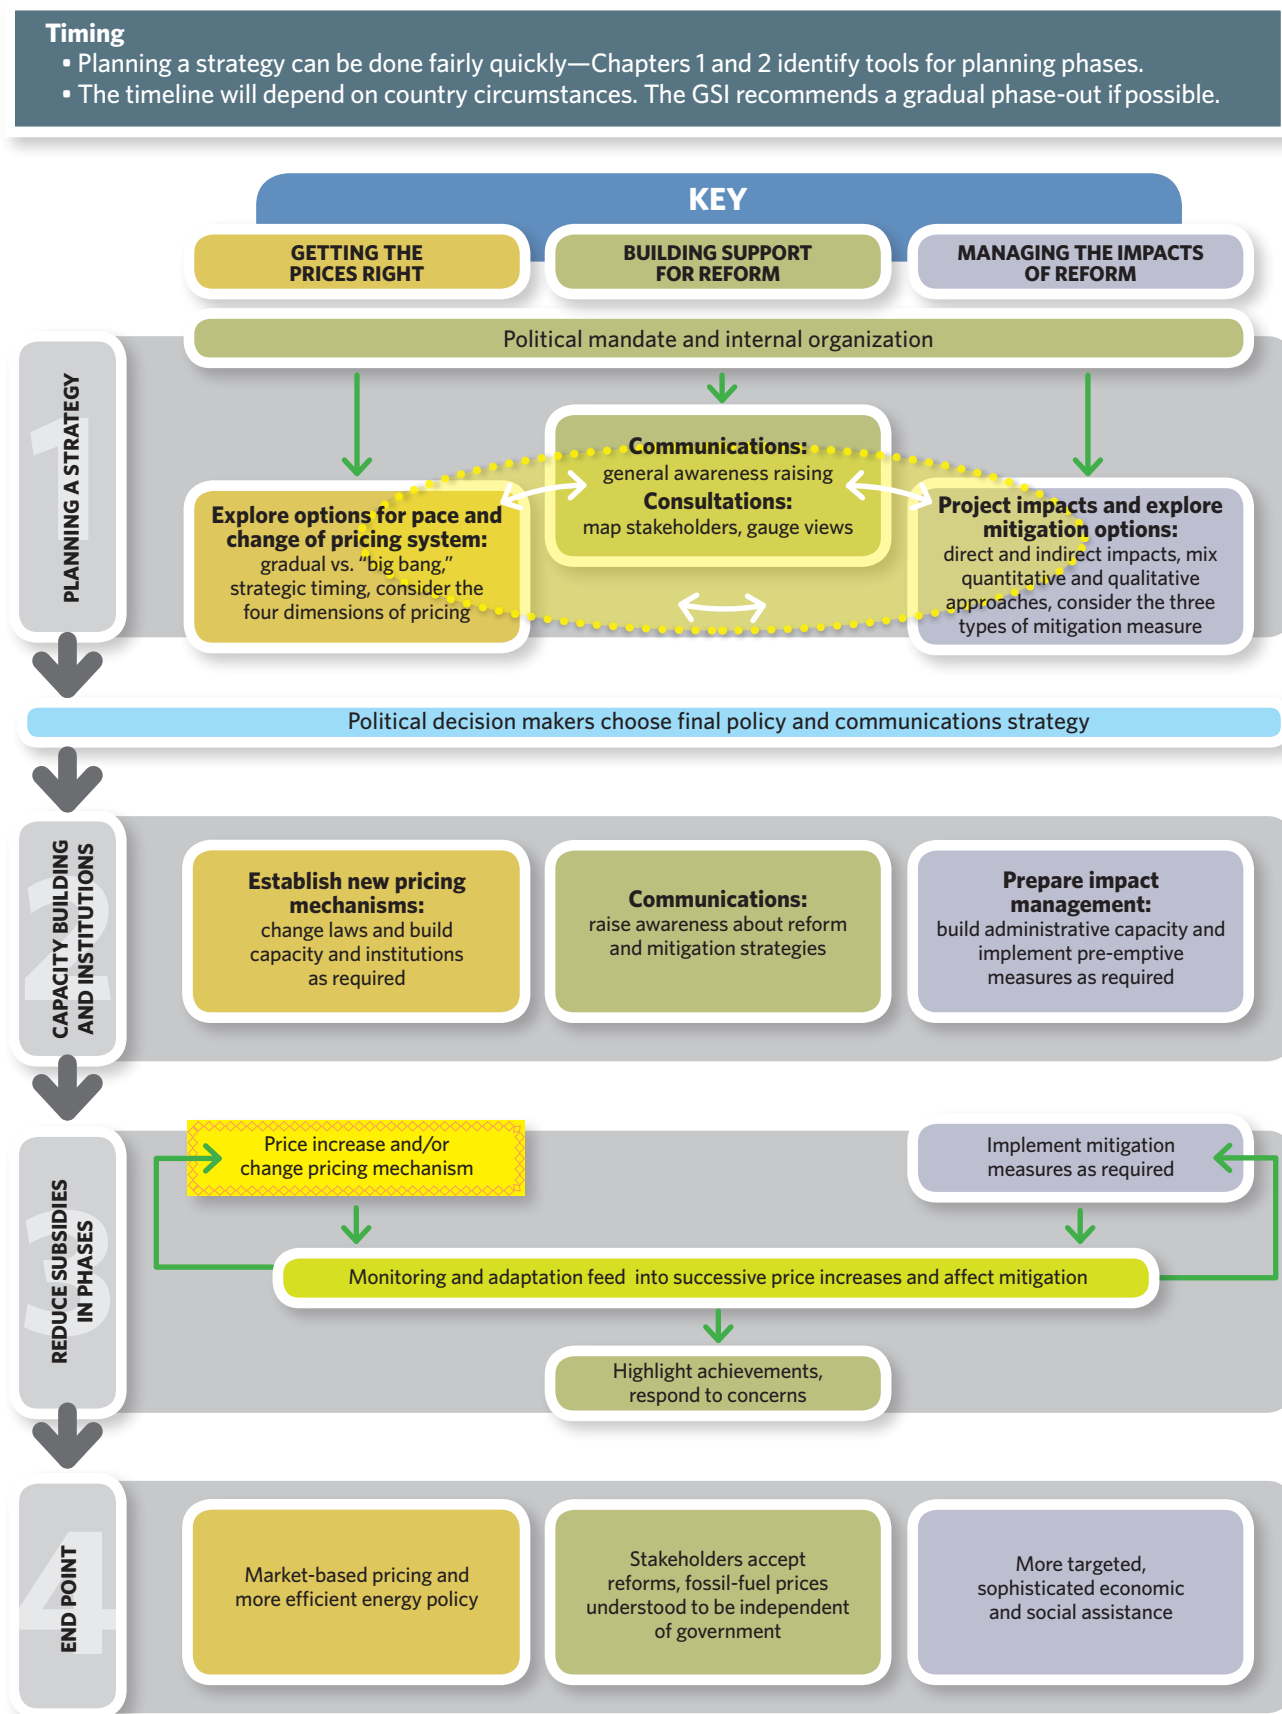 Timing
• Planning a strategy can be done fairly quickly—Chapters 1 and 2 identify tools for planning phases.
• The timeline will depend on country circumstances. The GSI recommends a gradual phase-out if possible.
KEY
GETTING THE
PRICES RIGHT
BUILDING SUPPORT
FOR REFORM
MANAGING THE IMPACTS
OF REFORM
1
PLANNING A STRATEGY
Political mandate and internal organization
Communications:
general awareness raising
Consultations:
map stakeholders, gauge views
Explore options for pace and
change of pricing system:
gradual vs. “big bang,”
strategic timing, consider the
four dimensions of pricing
Project impacts and explore
mitigation options:
direct and indirect impacts, mix
quantitative and qualitative
approaches, consider the three
types of mitigation measure
Political decision makers choose final policy and communications strategy
2
CAPACITY BUILDING
AND INSTITUTIONS
Establish new pricing
mechanisms:
change laws and build
capacity and institutions
as required
Communications:
raise awareness about reform
and mitigation strategies
Prepare impact
management:
build administrative capacity and
implement pre-emptive
measures as required
3
REDUCE SUBSIDIES
IN PHASES
Price increase and/or
change pricing mechanism
Implement mitigation
measures as required
Monitoring and adaptation feed into successive price increases and affect mitigation
Highlight achievements,
respond to concerns
4
END POINT
Market-based pricing and
more efficient energy policy
Stakeholders accept
reforms, fossil-fuel prices
understood to be independent
of government
More targeted,
sophisticated economic
and social assistance